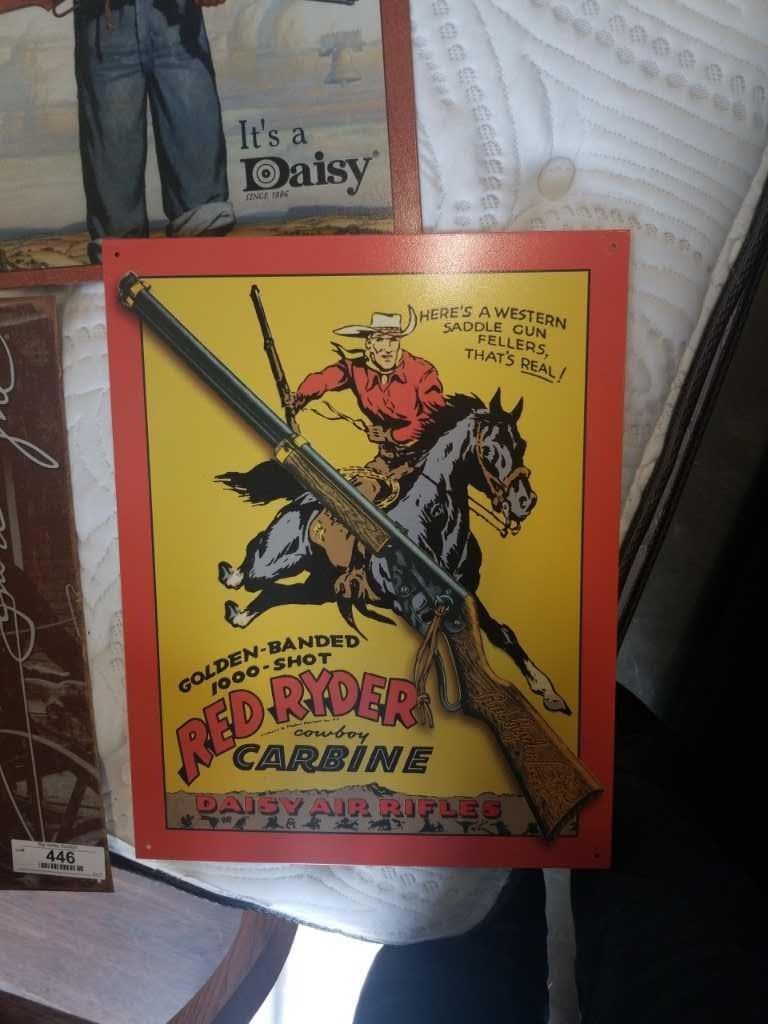 It's a
Daisy®
SINCE 1886
HERE'S A WESTERN
SADDLE GUN
FELLERS,
THAT'S REAL!
GOLDEN-BANDED
1000-SHOT
RED RYDER
cowboy
CARBINE
DAISY AIR RIFLES
446